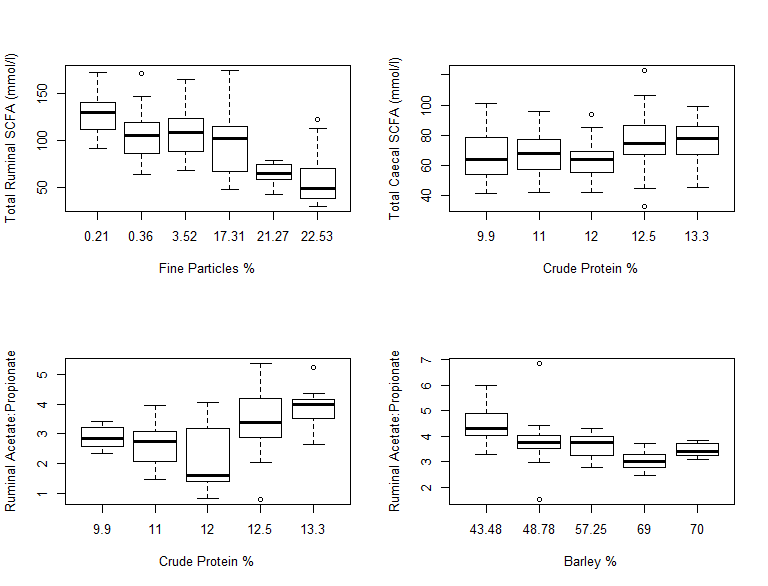 Total Ruminal SCFA (mmol/l)
150
100
50
0.21 0.36 3.52 17.31 21.27 22.53
Fine Particles %
Total Caecal SCFA (mmol/l)
100
80
60
40
9.9 11 12 12.5 13.3
Crude Protein %
Ruminal Acetate:Propionate
5
4
3
2
1
9.9 11 12 12.5 13.3
Crude Protein %
Ruminal Acetate:Propionate
7
6
5
4
3
2
43.48 48.78 57.25 69 70
Barley %